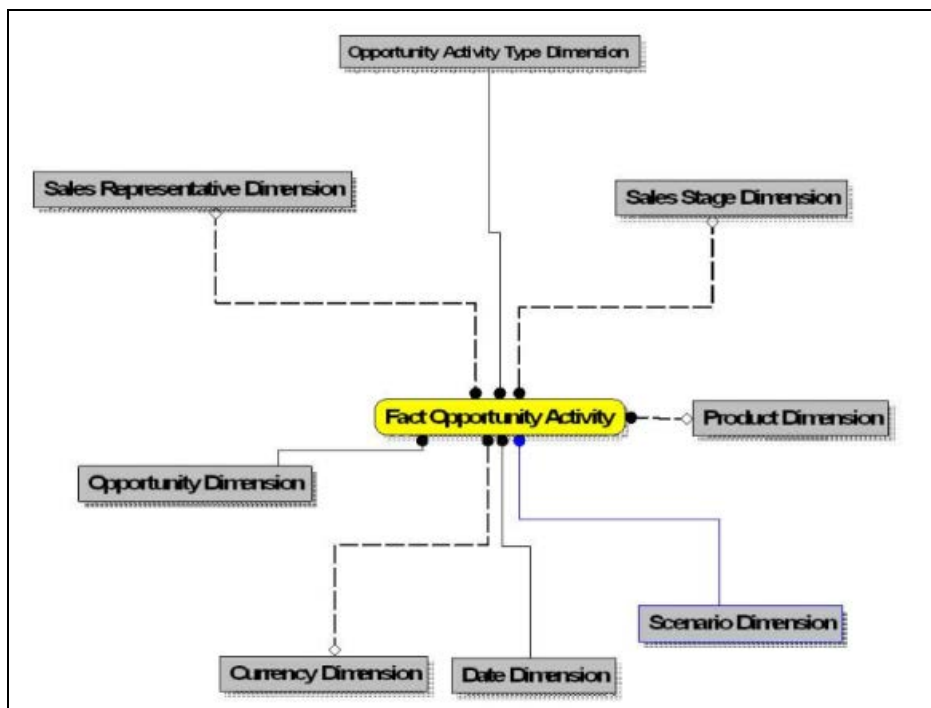 Opportunity Activity Type Dimension
Sales Representative Dimension
Sales Stage Dimension
Fact Opportunity Activity
Product Dimension
Opportunity Dimension
Scenario Dimension
Currency Dimension
Date Dimension